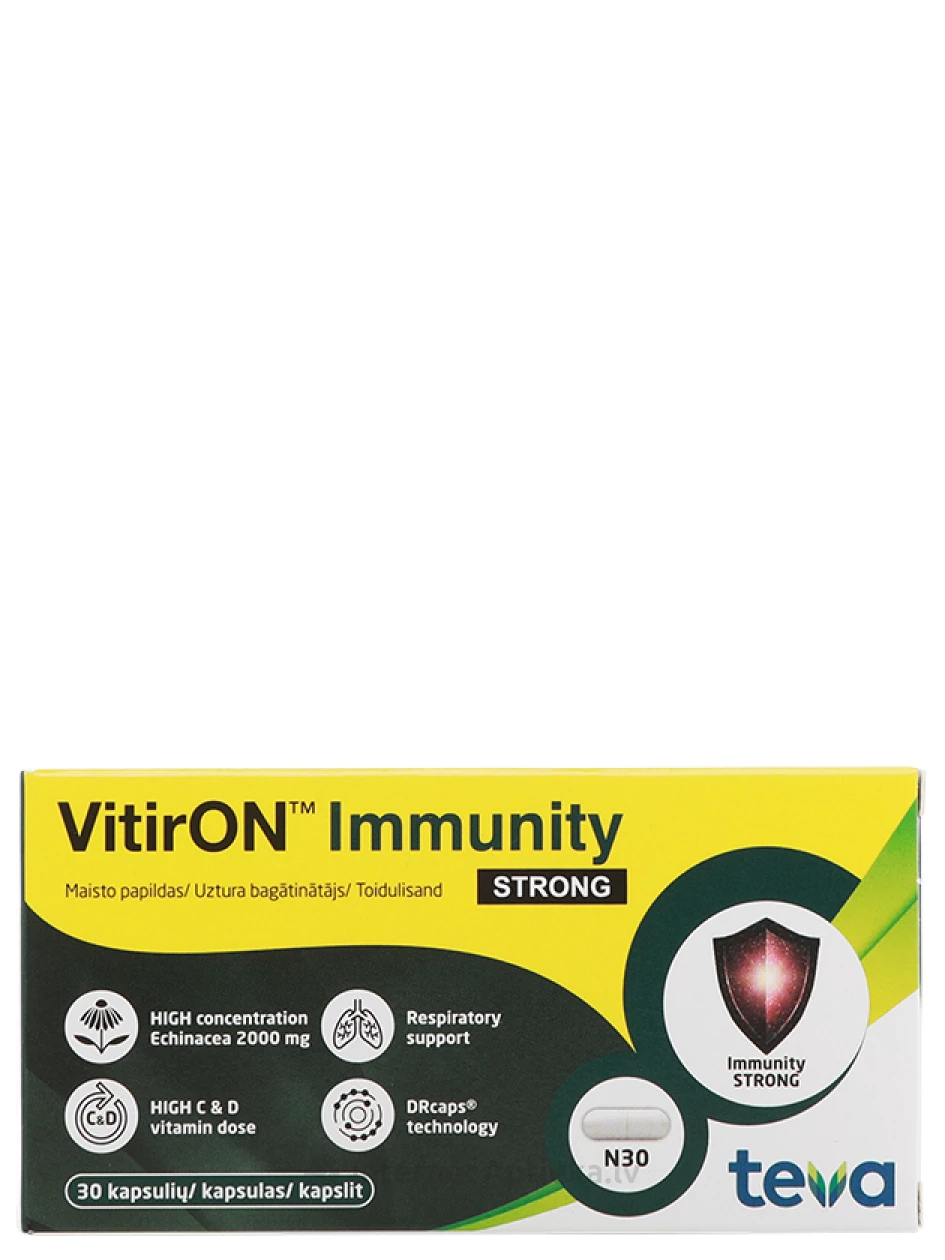 VitirON™ Immunity
STRONG
Maisto papildas/ Uztura bagātinātājs/ Toidulisand
HIGH concentration
Echinacea 2000 mg
Respiratory
support
HIGH C & D
vitamin dose
C&D
DRcaps®
technology
30 kapsulių/ kapsulas/ kapslit
Immunity
STRONG
N30
teva